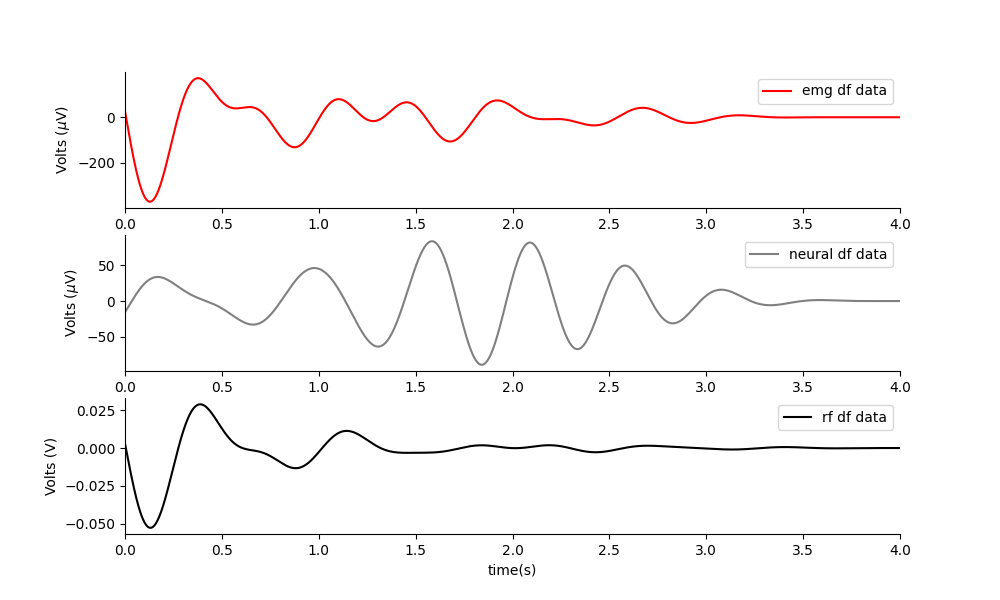 emg df data
Volts (μV)
0
−200
0.0 0.5 1.0 1.5 2.0 2.5 3.0 3.5 4.0
neural df data
Volts (μV)
50
0
−50
0.0 0.5 1.0 1.5 2.0 2.5 3.0 3.5 4.0
rf df data
Volts (V)
0.025
0.000
−0.025
−0.050
0.0 0.5 1.0 1.5 2.0 2.5 3.0 3.5 4.0
time(s)